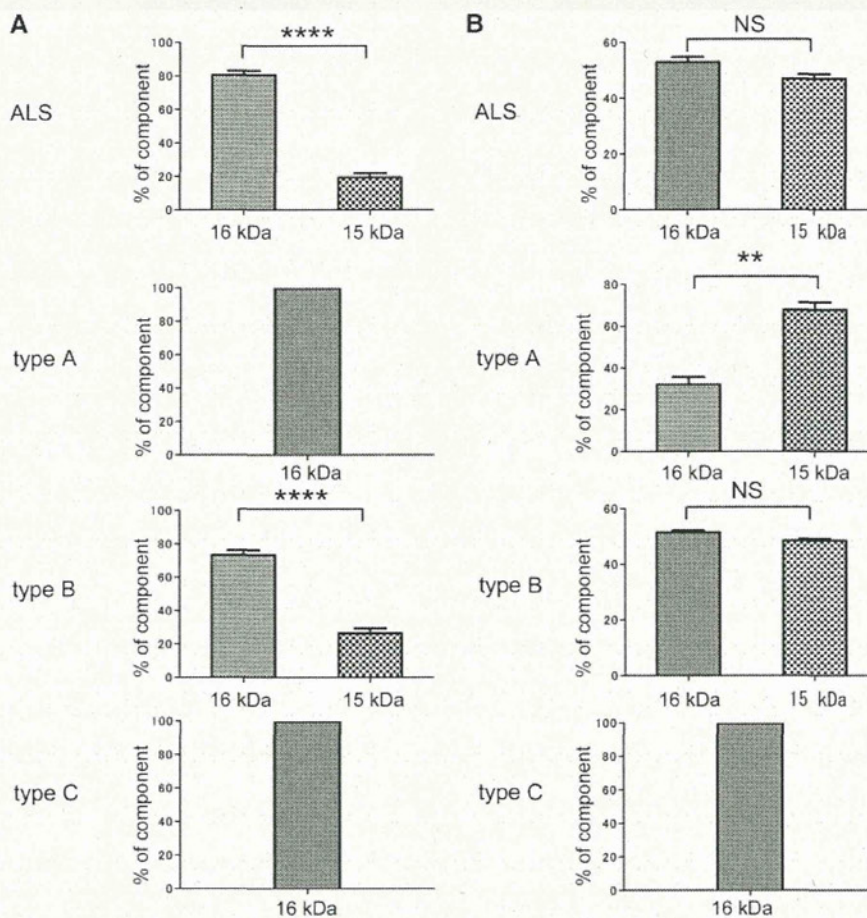 A
ALS
% of component
100
80
60
40
20
0
****
16 kDa 15 kDa
type A
% of component
100
80
60
40
20
0
16 kDa
type B
% of component
100
80
60
40
20
0
****
16 kDa 15 kDa
type C
% of component
100
80
60
40
20
0
16 kDa
B
ALS
% of component
60
40
20
0
NS
16 kDa 15 kDa
type A
% of component
80
60
40
20
0
**
16 kDa 15 kDa
type B
% of component
60
40
20
0
NS
16 kDa 15 kDa
type C
% of component
100
80
60
40
20
0
16 kDa